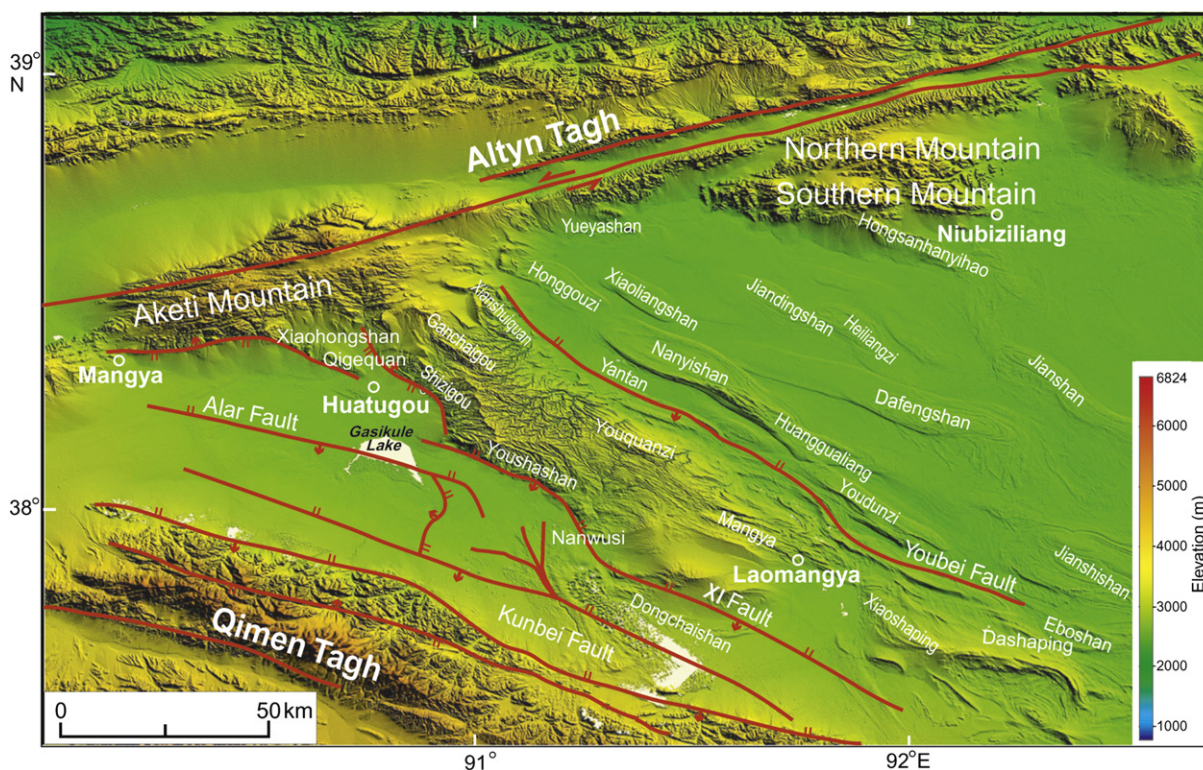 39°
N
Altyn Tagh
Northern Mountain
Southern Mountain
Niubiziliang
Hongsanhanyihao
Yueyashan
Honggouzi
Xiaoliangshan
Jiandingshan
Heiliangzi
Jianshan
Aketi Mountain
Xianshuiquan
Ganchaigou
Xiaohongshan
Qigequan
Mangya
Shizigou
Huatugou
Nanyishan
Yantan
Dafengshan
Alar Fault
Gasikule
Lake
Youquanzi
Huanggualiang
Youshashan
38°
Youdunzi
Mangya
Nanwusi
Laomangya
Youbei Fault
Jianshishan
XI Fault
Xiaoshaping
Eboshan
Dashaping
Dongchaishan
Kunbei Fault
Qimen Tagh
0
50 km
91°
92°E
6824
6000
5000
4000
3000
2000
1000
Elevation (m)